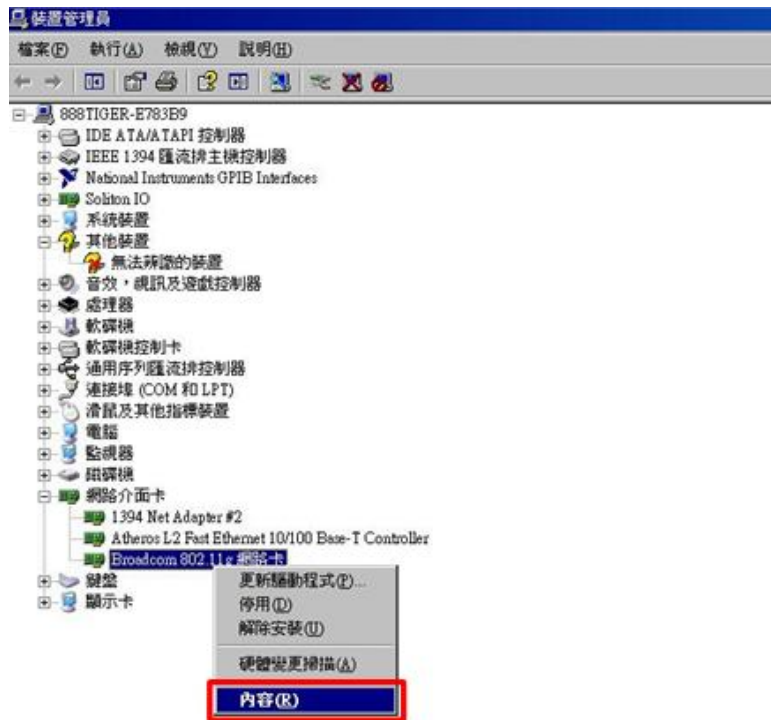 裝置管理員
檔案(F) 執行(A) 檢視(V) 說明(H)
888TIGER-E783B9
IDE ATA/ATAPI 控制器
IEEE 1394 匯流排主機控制器
National Instruments GPIB Interfaces
Soliton IO
系統裝置
其他裝置
無法辨識的裝置
音效，視訊及遊戲控制器
處理器
軟碟機
軟碟機控制卡
通用序列匯流排控制器
連接埠 (COM 和 LPT)
滑鼠及其他指標裝置
電腦
監視器
磁碟機
網路介面卡
1394 Net Adapter #2
Atheros L2 Fast Ethernet 10/100 Base-T Controller
Broadcom 802.11g 網路卡
鍵盤
顯示卡
更新驅動程式(P)...
停用(D)
解除安裝(U)
硬體變更掃描(A)
內容(R)